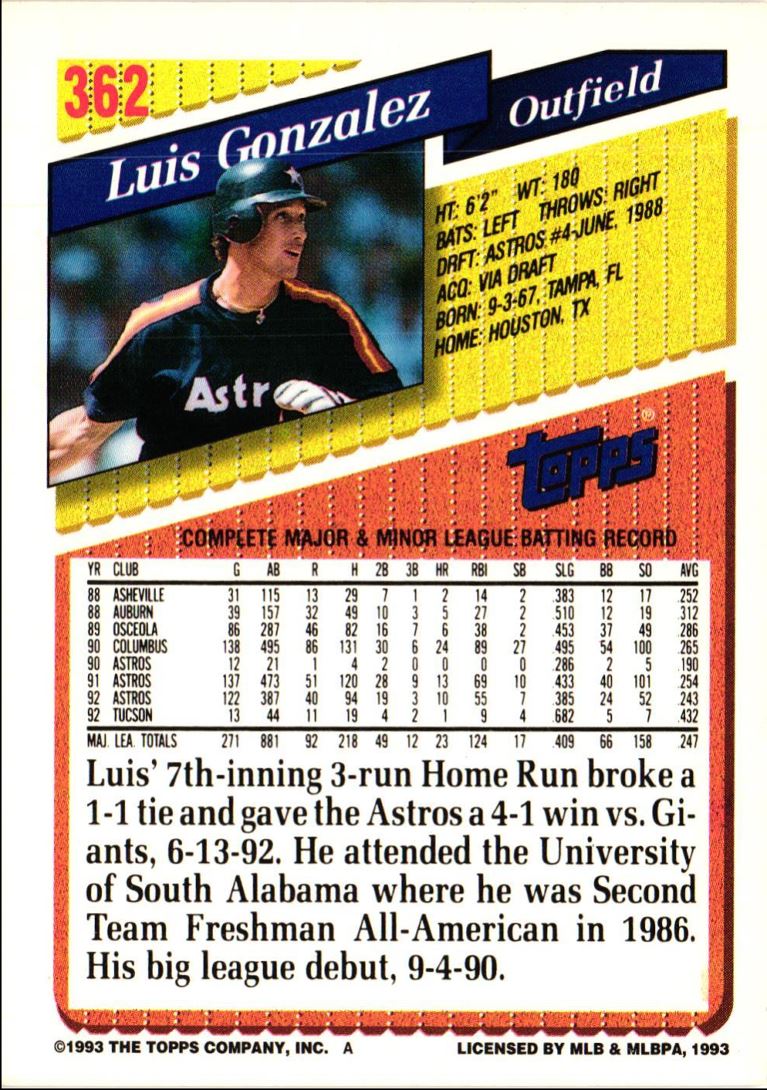 362
Luis Gonzalez
Outfield
HT: 6'2" WT: 180
BATS: LEFT THROWS: RIGHT
DRFT: ASTROS #4-JUNE, 1988
ACQ: VIA DRAFT
BORN: 9-3-67, TAMPA, FL
HOME: HOUSTON, TX
Astr
Topps ®
COMPLETE MAJOR & MINOR LEAGUE BATTING RECORD
YR CLUB G AB R H 2B 3B HR RBI SB SLG BB SO AVG
88 ASHEVILLE 31 115 13 29 7 1 2 14 2 .383 12 17 .252
88 AUBURN 39 157 32 49 10 3 5 27 2 .510 12 19 .312
89 OSCEOLA 86 287 46 82 16 7 6 38 2 .453 37 49 .286
90 COLUMBUS 138 495 86 131 30 6 24 89 27 .495 54 100 .265
90 ASTROS 12 21 1 4 2 0 0 0 0 .286 2 5 .190
91 ASTROS 137 473 51 120 28 9 13 69 10 .433 40 101 .254
92 ASTROS 122 387 40 94 19 3 10 55 7 .385 24 52 .243
92 TUCSON 13 44 11 19 4 2 1 9 4 .682 5 7 .432
MAJ. LEA. TOTALS 271 881 92 218 49 12 23 124 17 .409 66 158 .247
Luis' 7th-inning 3-run Home Run broke a
1-1 tie and gave the Astros a 4-1 win vs. Gi-
ants, 6-13-92. He attended the University
of South Alabama where he was Second
Team Freshman All-American in 1986.
His big league debut, 9-4-90.
©1993 THE TOPPS COMPANY, INC. A
LICENSED BY MLB & MLBPA, 1993